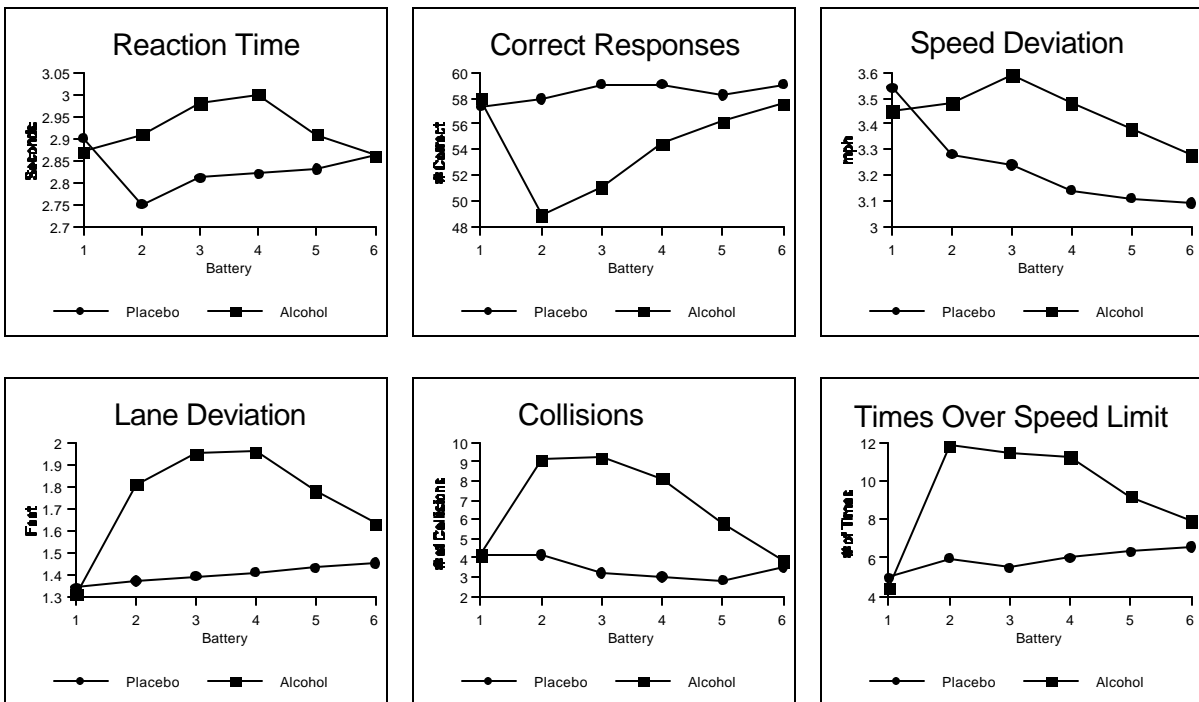 Reaction Time
3.05
3
2.95
2.9
2.85
2.8
2.75
2.7
Seconds
1 2 3 4 5 6
Battery
Placebo Alcohol
Correct Responses
60
58
56
54
52
50
48
# Correct
1 2 3 4 5 6
Battery
Placebo Alcohol
Speed Deviation
3.6
3.5
3.4
3.3
3.2
3.1
3
mph
1 2 3 4 5 6
Battery
Placebo Alcohol
Lane Deviation
2
1.9
1.8
1.7
1.6
1.5
1.4
1.3
Feet
1 2 3 4 5 6
Battery
Placebo Alcohol
Collisions
10
9
8
7
6
5
4
3
2
# of Collisions
1 2 3 4 5 6
Battery
Placebo Alcohol
Times Over Speed Limit
12
10
8
6
4
# of Times
1 2 3 4 5 6
Battery
Placebo Alcohol